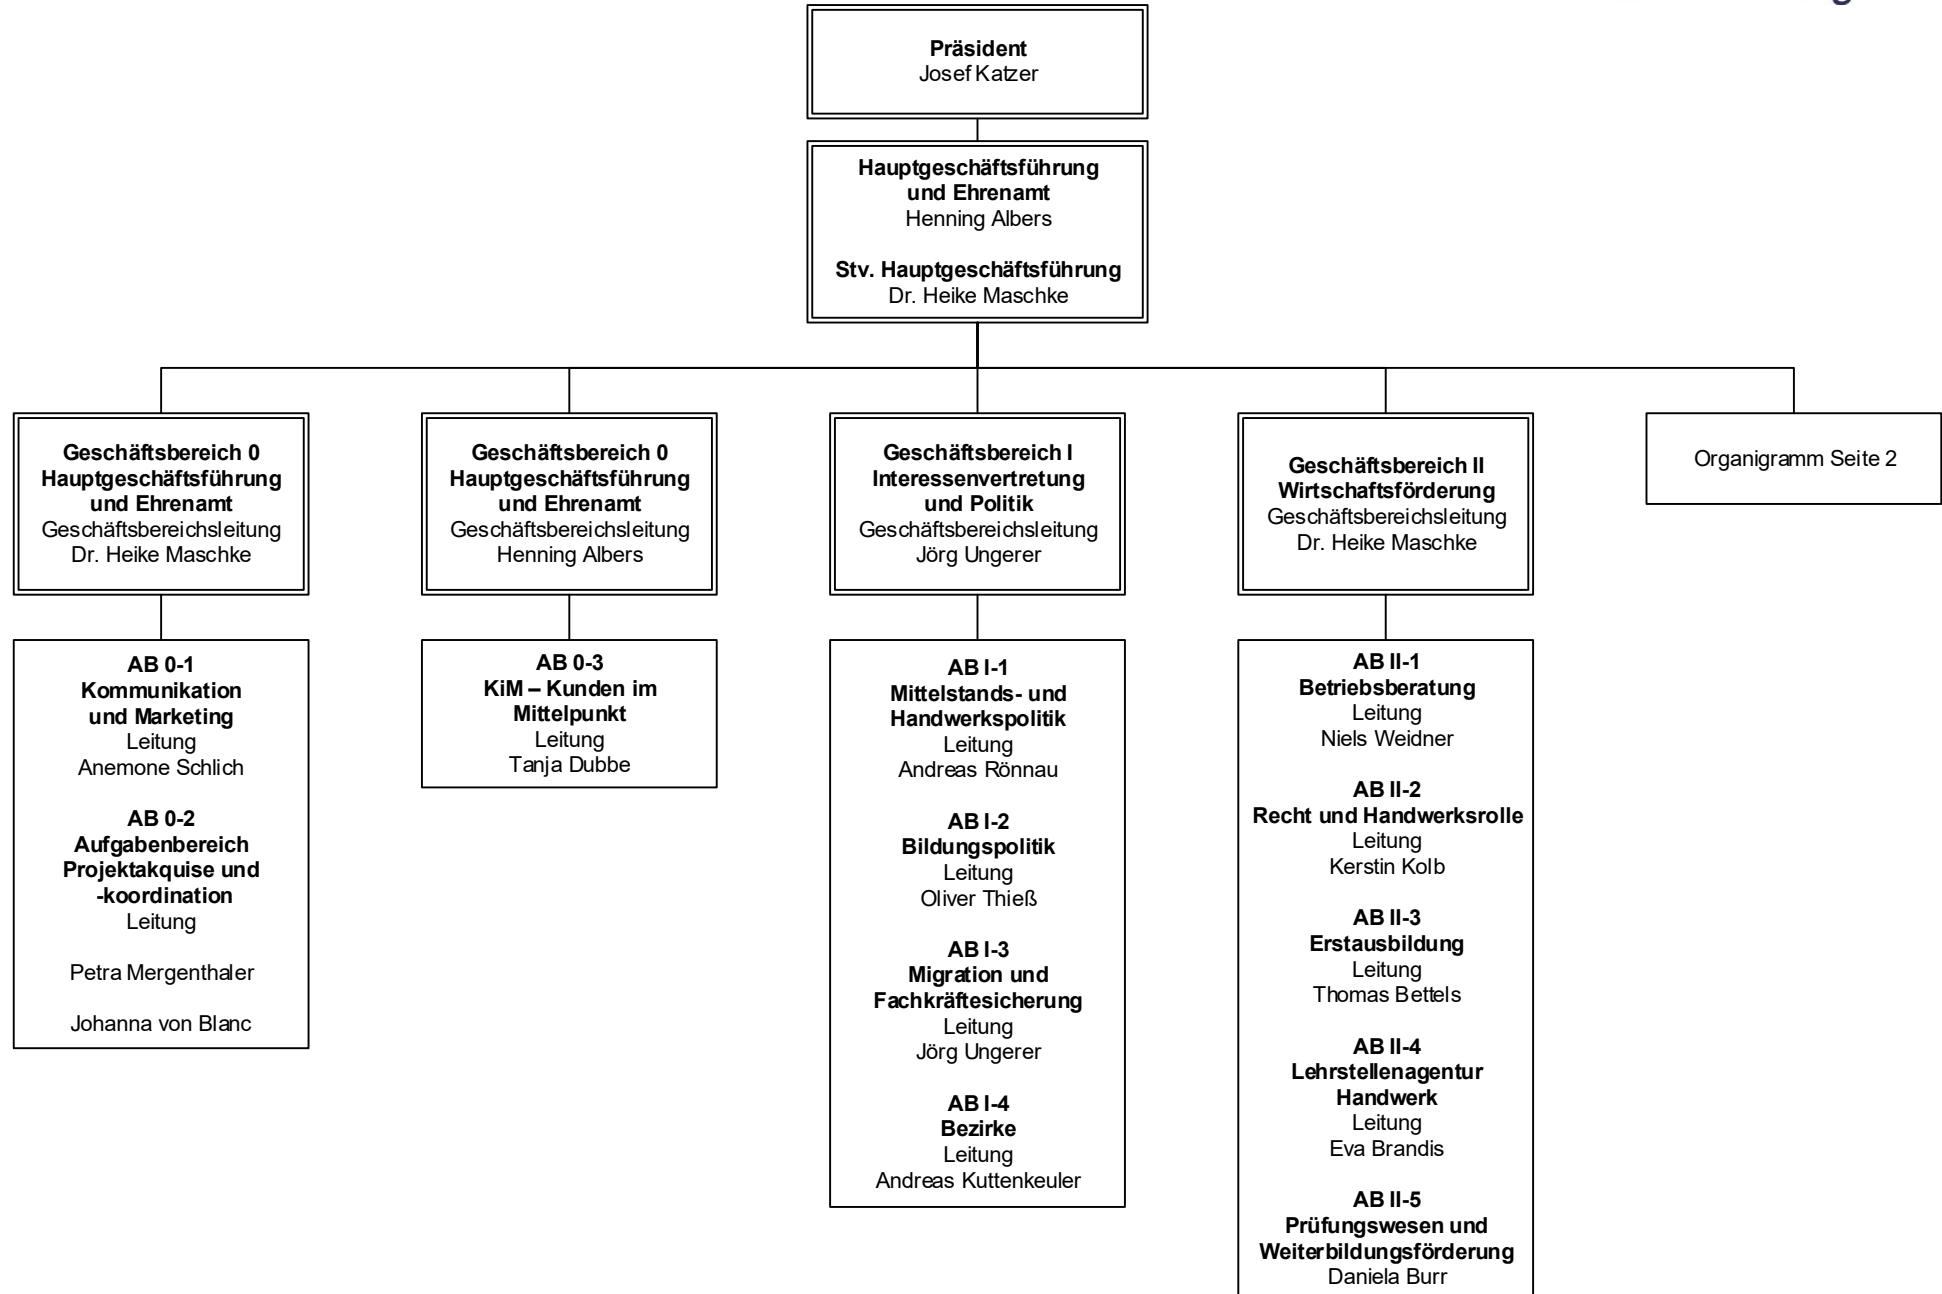 Präsident
Josef Katzer
Hauptgeschäftsführung
und Ehrenamt
Henning Albers
Stv. Hauptgeschäftsführung
Dr. Heike Maschke
Geschäftsbereich 0
Hauptgeschäftsführung
und Ehrenamt
Geschäftsbereichsleitung
Dr. Heike Maschke
Geschäftsbereich 0
Hauptgeschäftsführung
und Ehrenamt
Geschäftsbereichsleitung
Henning Albers
Geschäftsbereich I
Interessenvertretung
und Politik
Geschäftsbereichsleitung
Jörg Ungerer
Geschäftsbereich II
Wirtschaftsförderung
Geschäftsbereichsleitung
Dr. Heike Maschke
Organigramm Seite 2
AB 0-1
Kommunikation
und Marketing
Leitung
Anemone Schlich
AB 0-2
Aufgabenbereich
Projektakquise und
-koordination
Leitung
Petra Mergenthaler
Johanna von Blanc
AB 0-3
KiM – Kunden im
Mittelpunkt
Leitung
Tanja Dubbe
AB I-1
Mittelstands- und
Handwerkspolitik
Leitung
Andreas Rönnau
AB I-2
Bildungspolitik
Leitung
Oliver Thieß
AB I-3
Migration und
Fachkräftesicherung
Leitung
Jörg Ungerer
AB I-4
Bezirke
Leitung
Andreas Kuttenkeuler
AB II-1
Betriebsberatung
Leitung
Niels Weidner
AB II-2
Recht und Handwerksrolle
Leitung
Kerstin Kolb
AB II-3
Erstausbildung
Leitung
Thomas Bettels
AB II-4
Lehrstellenagentur
Handwerk
Leitung
Eva Brandis
AB II-5
Prüfungswesen und
Weiterbildungsförderung
Daniela Burr